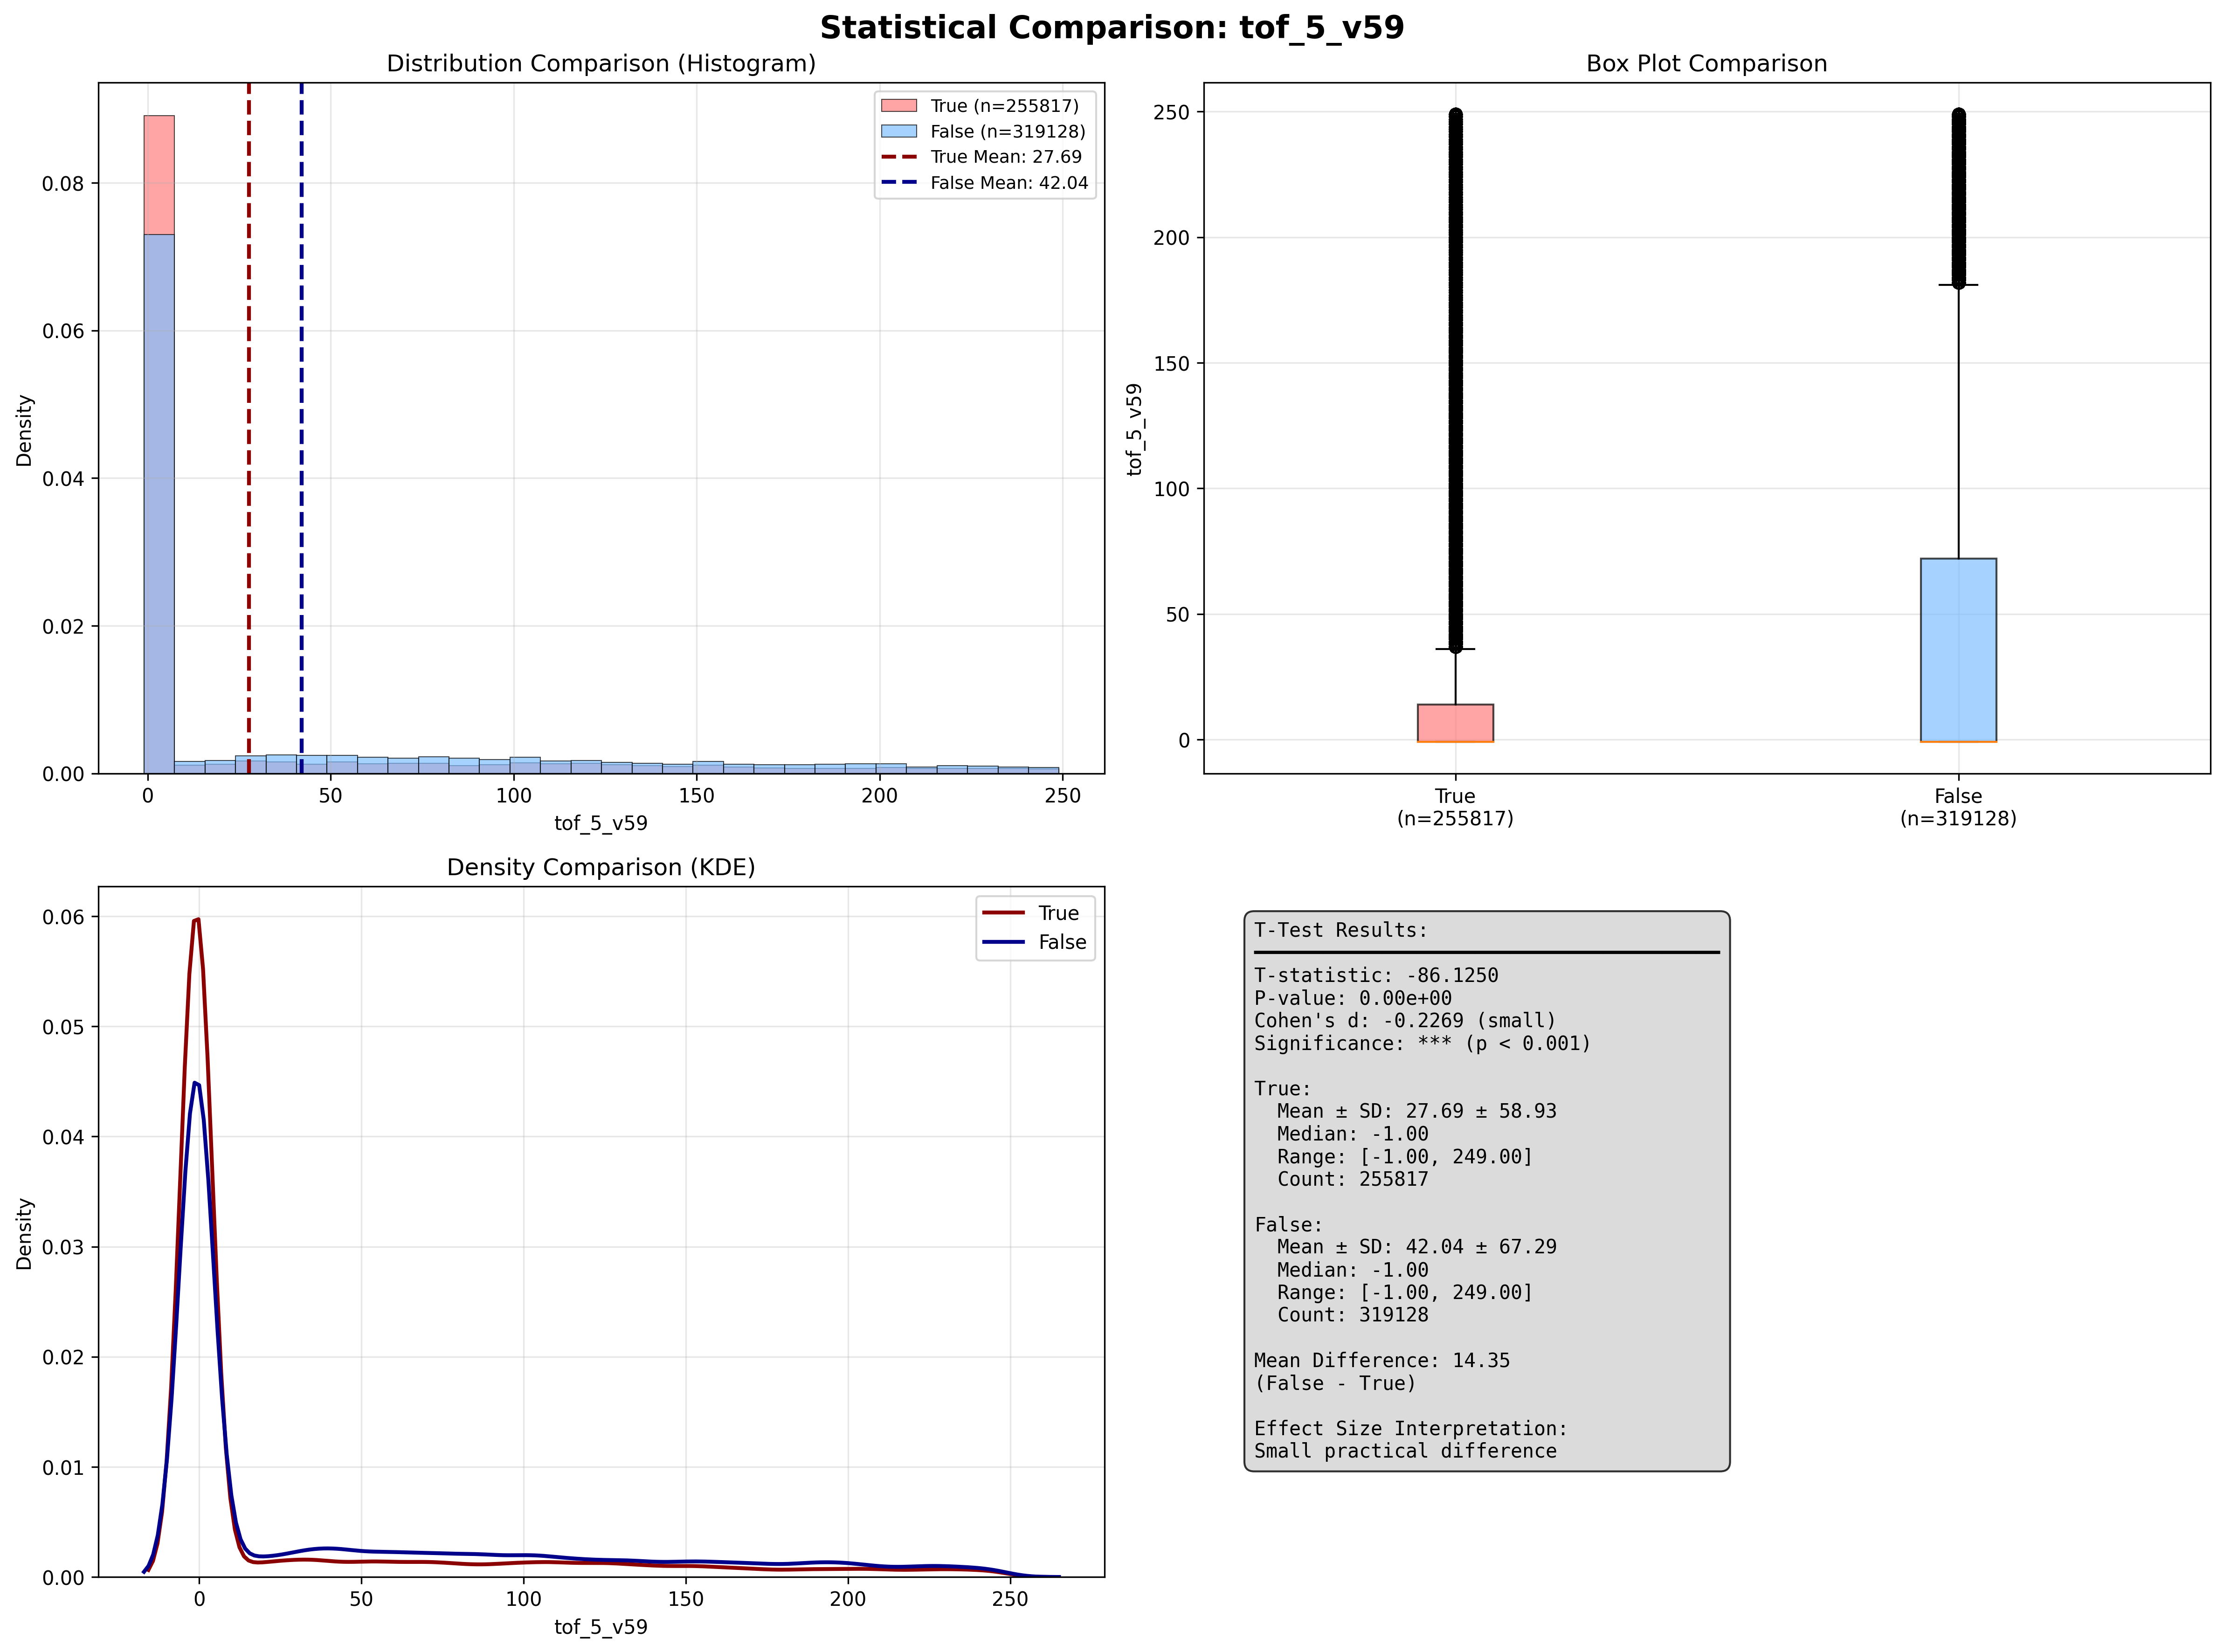 Statistical Comparison: tof_5_v59
Distribution Comparison (Histogram)
Density
0.08
0.06
0.04
0.02
0.00
0 50 100 150 200 250
tof_5_v59
True (n=255817)
False (n=319128)
True Mean: 27.69
False Mean: 42.04
Box Plot Comparison
tof_5_v59
250
200
150
100
50
0
True
(n=255817)
False
(n=319128)
Density Comparison (KDE)
Density
0.06
0.05
0.04
0.03
0.02
0.01
0.00
0 50 100 150 200 250
tof_5_v59
True
False
T-Test Results:
T-statistic: -86.1250
P-value: 0.00e+00
Cohen's d: -0.2269 (small)
Significance: *** (p < 0.001)
True:
Mean ± SD: 27.69 ± 58.93
Median: -1.00
Range: [-1.00, 249.00]
Count: 255817
False:
Mean ± SD: 42.04 ± 67.29
Median: -1.00
Range: [-1.00, 249.00]
Count: 319128
Mean Difference: 14.35
(False - True)
Effect Size Interpretation:
Small practical difference